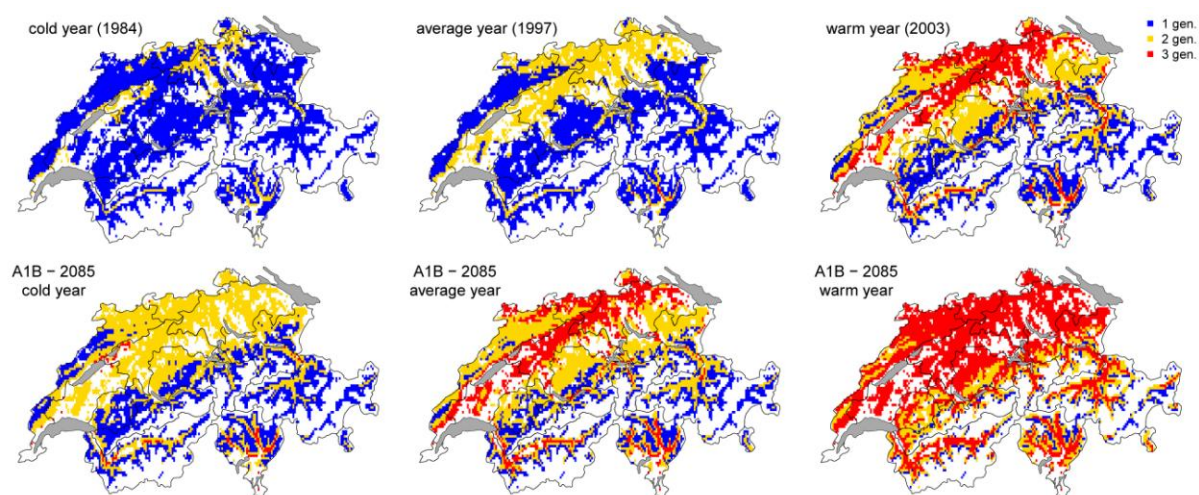 cold year (1984)
average year (1997)
warm year (2003)
1 gen.
2 gen.
3 gen.
A1B − 2085
cold year
A1B − 2085
average year
A1B − 2085
warm year